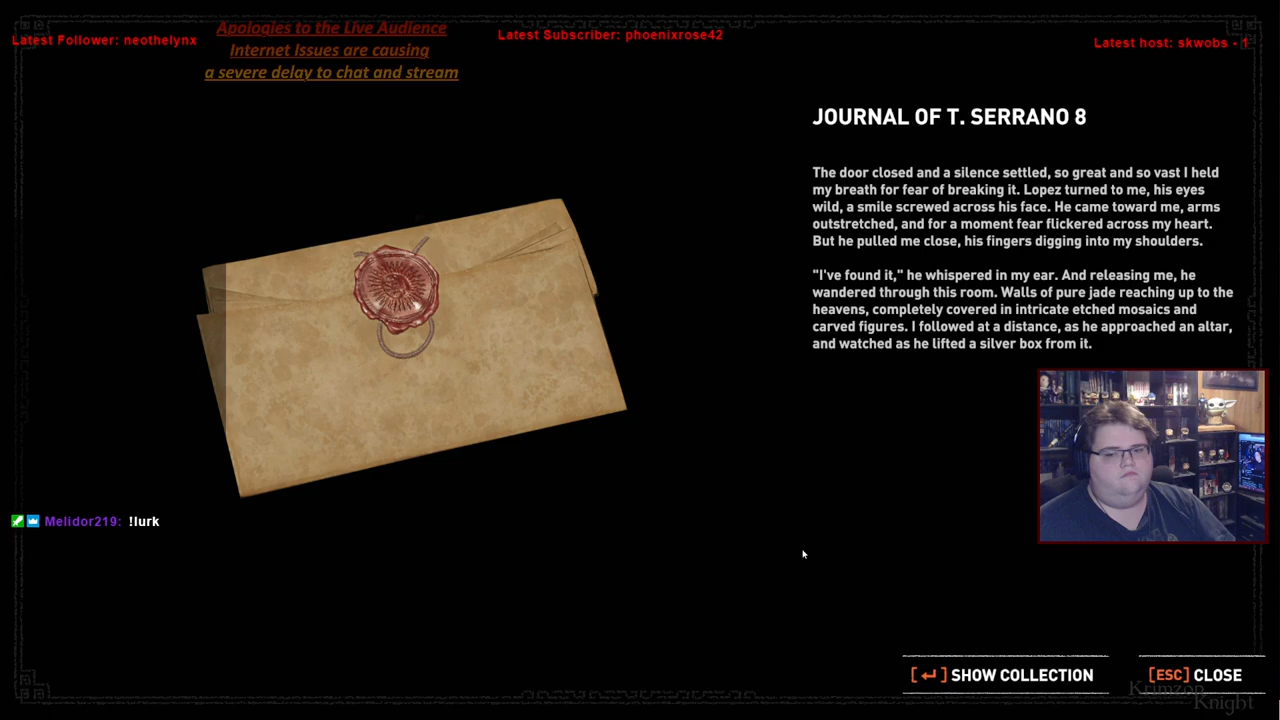 Apologies to the Live Audience
Internet Issues are causing
a severe delay to chat and stream
Latest Follower: neothelynx
Latest Subscriber: phoenixrose42
Latest host: skwobs - 1
JOURNAL OF T. SERRANO 8
The door closed and a silence settled, so great and so vast I held
my breath for fear of breaking it. Lopez turned to me, his eyes
wild, a smile screwed across his face. He came toward me, arms
outstretched, and for a moment fear flickered across my heart.
But he pulled me close, his fingers digging into my shoulders.
"I've found it," he whispered in my ear. And releasing me, he
wandered through this room. Walls of pure jade reaching up to the
heavens, completely covered in intricate etched mosaics and
carved figures. I followed at a distance, as he approached an altar,
and watched as he lifted a silver box from it.
Melidor219: !lurk
[↵] SHOW COLLECTION
[ESC] CLOSE
Krimzon
Knight